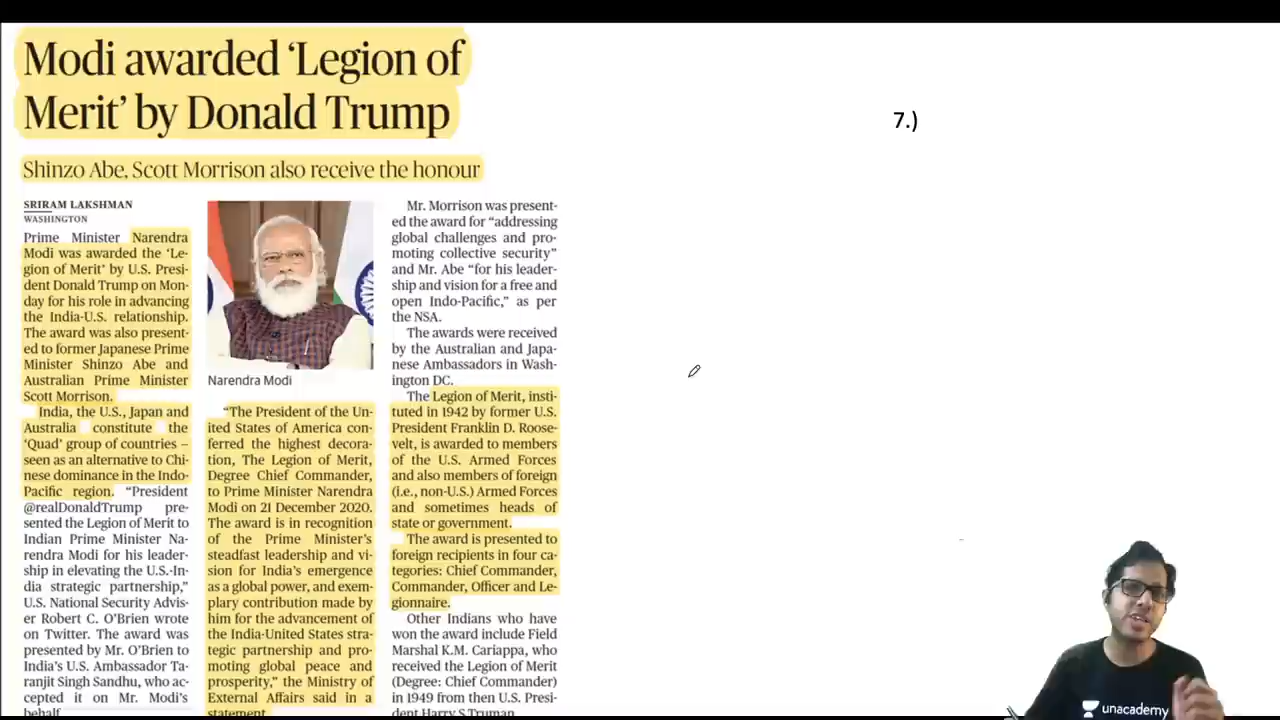 Modi awarded ‘Legion of
Merit’ by Donald Trump
Shinzo Abe, Scott Morrison also receive the honour
SRIRAM LAKSHMAN
WASHINGTON
Prime Minister Narendra
Modi was awarded the ‘Le-
gion of Merit’ by U.S. Presi-
dent Donald Trump on Mon-
day for his role in advancing
the India-U.S. relationship.
The award was also present-
ed to former Japanese Prime
Minister Shinzo Abe and
Australian Prime Minister
Scott Morrison.
India, the U.S., Japan and
Australia constitute the
‘Quad’ group of countries –
seen as an alternative to Chi-
nese dominance in the Indo-
Pacific region. “President
@realDonaldTrump pre-
sented the Legion of Merit to
Indian Prime Minister Na-
rendra Modi for his leader-
ship in elevating the U.S.-In-
dia strategic partnership,”
U.S. National Security Advis-
er Robert C. O’Brien wrote
on Twitter. The award was
presented by Mr. O’Brien to
India’s U.S. Ambassador Ta-
ranjit Singh Sandhu, who ac-
cepted it on Mr. Modi’s
behalf.
Narendra Modi
“The President of the Un-
ited States of America con-
ferred the highest decora-
tion, The Legion of Merit,
Degree Chief Commander,
to Prime Minister Narendra
Modi on 21 December 2020.
The award is in recognition
of the Prime Minister’s
steadfast leadership and vi-
sion for India’s emergence
as a global power, and exem-
plary contribution made by
him for the advancement of
the India-United States stra-
tegic partnership and pro-
moting global peace and
prosperity,” the Ministry of
External Affairs said in a
statement.
Mr. Morrison was present-
ed the award for “addressing
global challenges and pro-
moting collective security”
and Mr. Abe “for his leader-
ship and vision for a free and
open Indo-Pacific,” as per
the NSA.
The awards were received
by the Australian and Japa-
nese Ambassadors in Wash-
ington DC.
The Legion of Merit, insti-
tuted in 1942 by former U.S.
President Franklin D. Roose-
velt, is awarded to members
of the U.S. Armed Forces
and also members of foreign
(i.e., non-U.S.) Armed Forces
and sometimes heads of
state or government.
The award is presented to
foreign recipients in four ca-
tegories: Chief Commander,
Commander, Officer and Le-
gionnaire.
Other Indians who have
won the award include Field
Marshal K.M. Cariappa, who
received the Legion of Merit
(Degree: Chief Commander)
in 1949 from then U.S. Presi-
dent Harry S Truman
7.)
unacademy